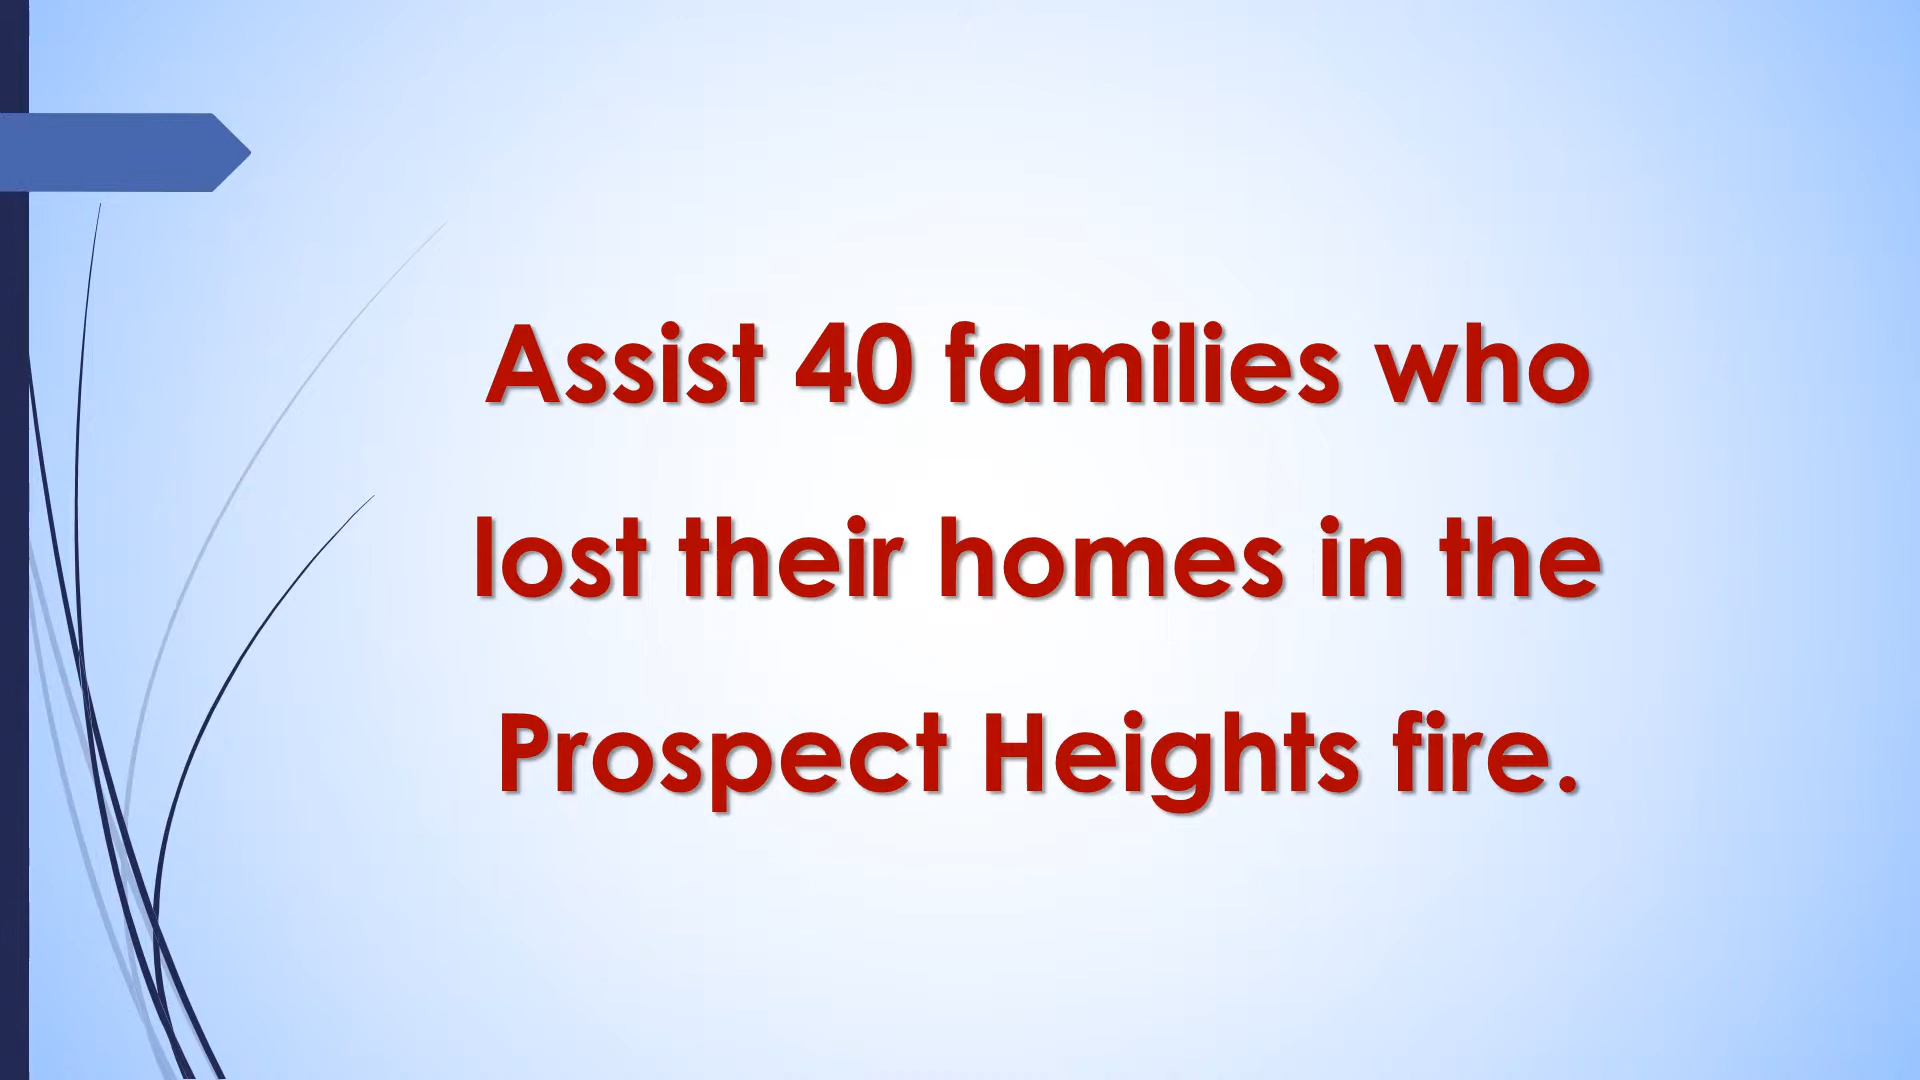 Assist 40 families who
lost their homes in the
Prospect Heights fire.